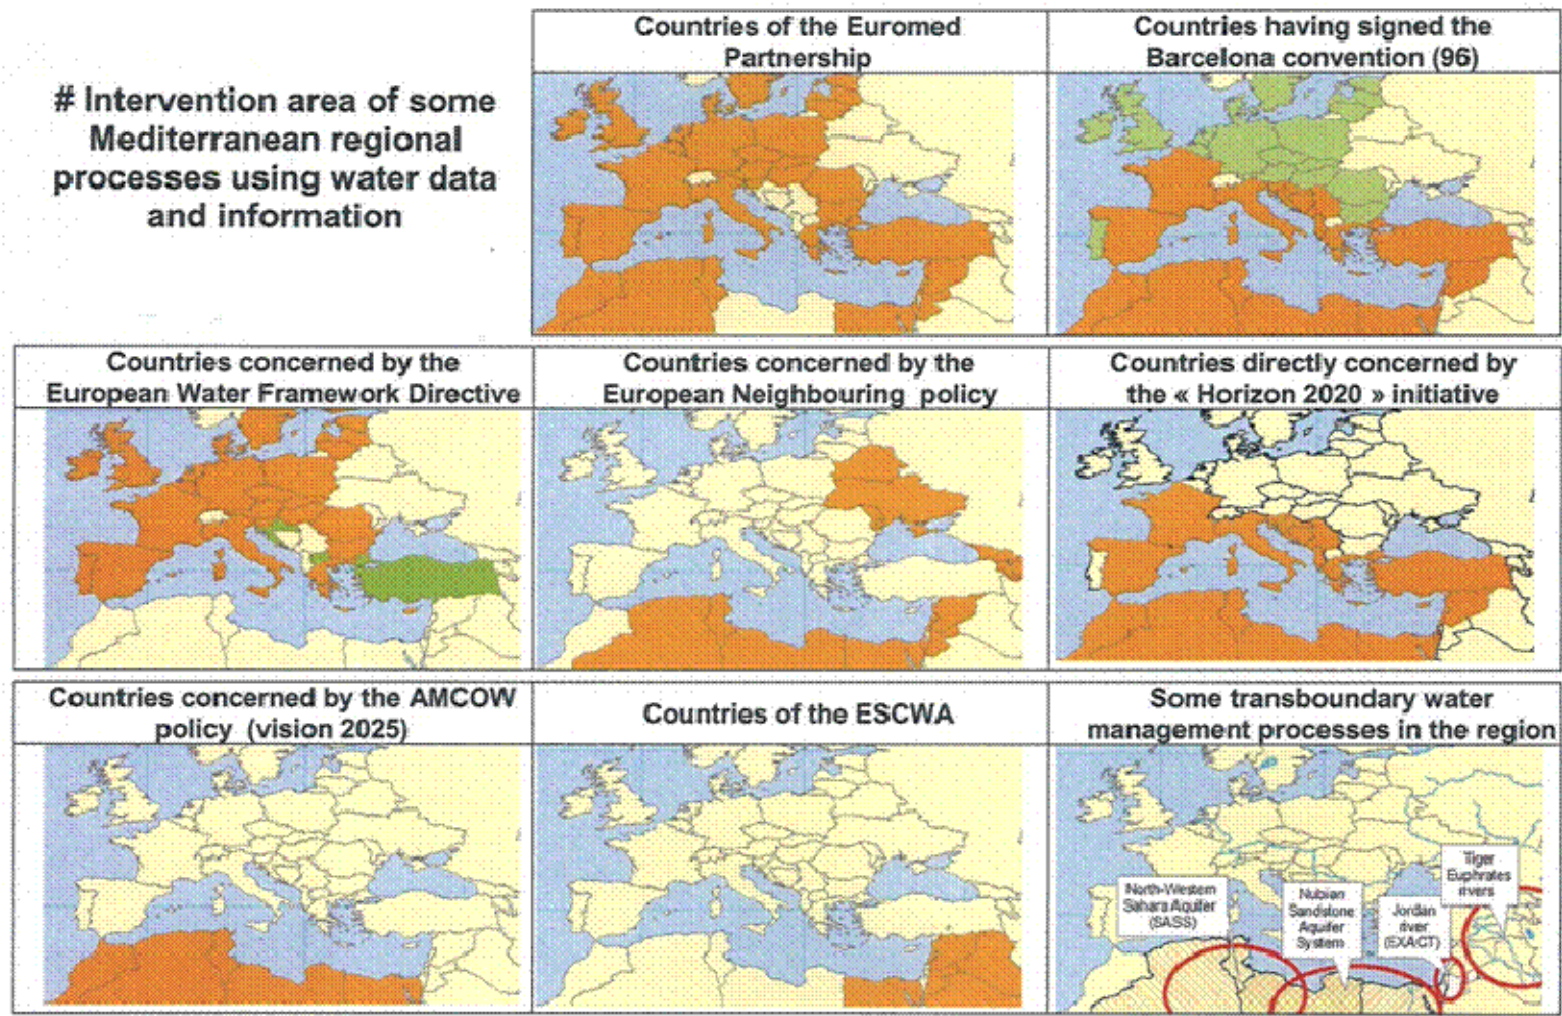 # Intervention area of some
Mediterranean regional
processes using water data
and information
Countries of the Euromed
Partnership
Countries having signed the
Barcelona convention (96)
Countries concerned by the
European Water Framework Directive
Countries concerned by the
European Neighbouring policy
Countries directly concerned by
the « Horizon 2020 » initiative
Countries concerned by the AMCOW
policy (vision 2025)
Countries of the ESCWA
Some transboundary water
management processes in the region
North-Western
Sahara Aquifer
(SASS)
Nubian
Sandstone
Aquifer
System
Jordan
river
(EXACT)
Tiger
Euphrates
rivers